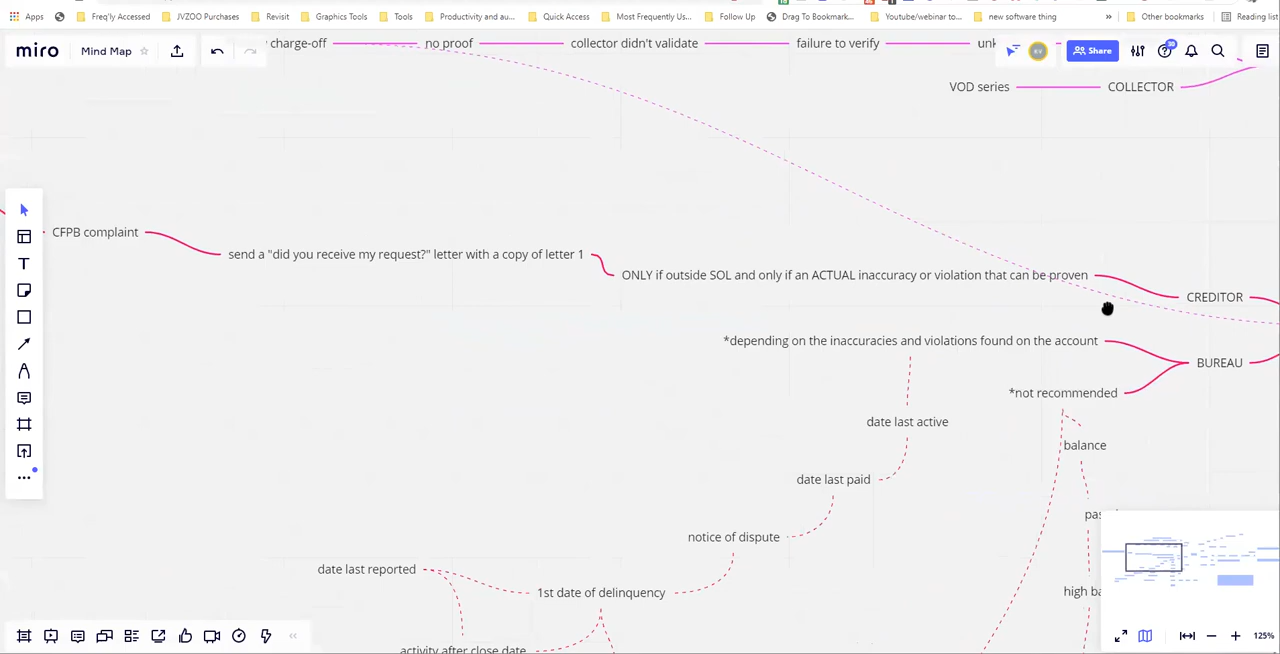 Apps Freq'ly Accessed JVZOO Purchases Revisit Graphics Tools Tools Productivity and au... Quick Access Most Frequently Us... Follow Up Drag To Bookmark... Youtube/webinar to... new software thing » Other bookmarks Reading list
miro Mind Map Share
charge-off no proof collector didn't validate failure to verify unk
VOD series COLLECTOR
CFPB complaint
send a "did you receive my request?" letter with a copy of letter 1
ONLY if outside SOL and only if an ACTUAL inaccuracy or violation that can be proven
CREDITOR
*depending on the inaccuracies and violations found on the account
BUREAU
*not recommended
date last active
balance
date last paid
pas
notice of dispute
date last reported
1st date of delinquency
high ba
activity after close date
125%